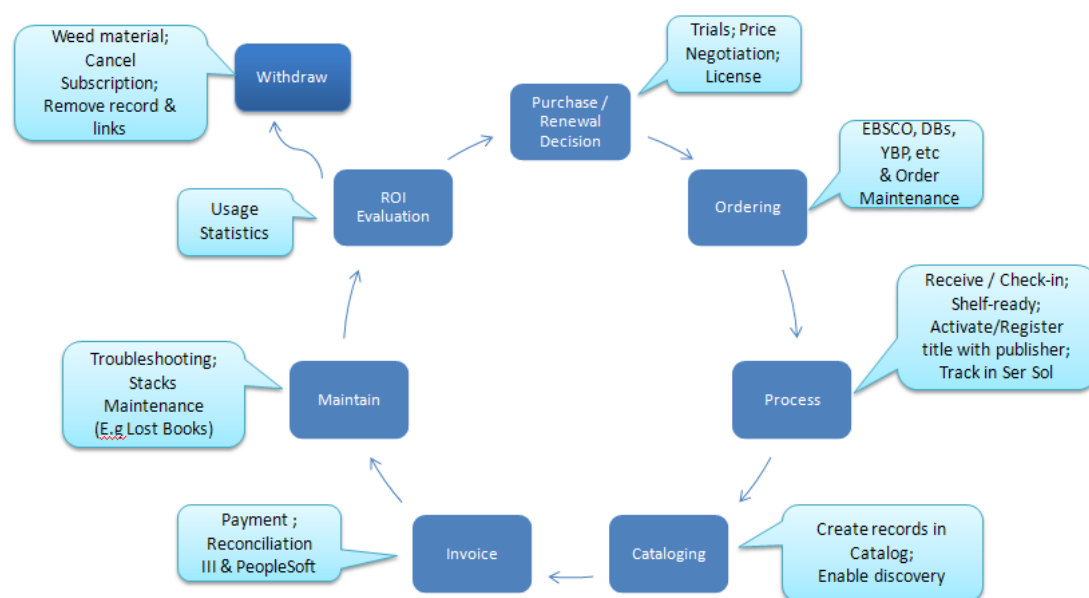 Weed material;
Cancel
Subscription;
Remove record &
links
Withdraw
Trials; Price
Negotiation;
License
Purchase /
Renewal
Decision
EBSCO, DBs,
YBP, etc
& Order
Maintenance
Ordering
ROI
Evaluation
Usage
Statistics
Receive / Check-in;
Shelf-ready;
Activate/Register
title with publisher;
Track in Ser Sol
Process
Troubleshooting;
Stacks
Maintenance
(E.g Lost Books)
Maintain
Payment ;
Reconciliation
III & PeopleSoft
Invoice
Cataloging
Create records in
Catalog;
Enable discovery